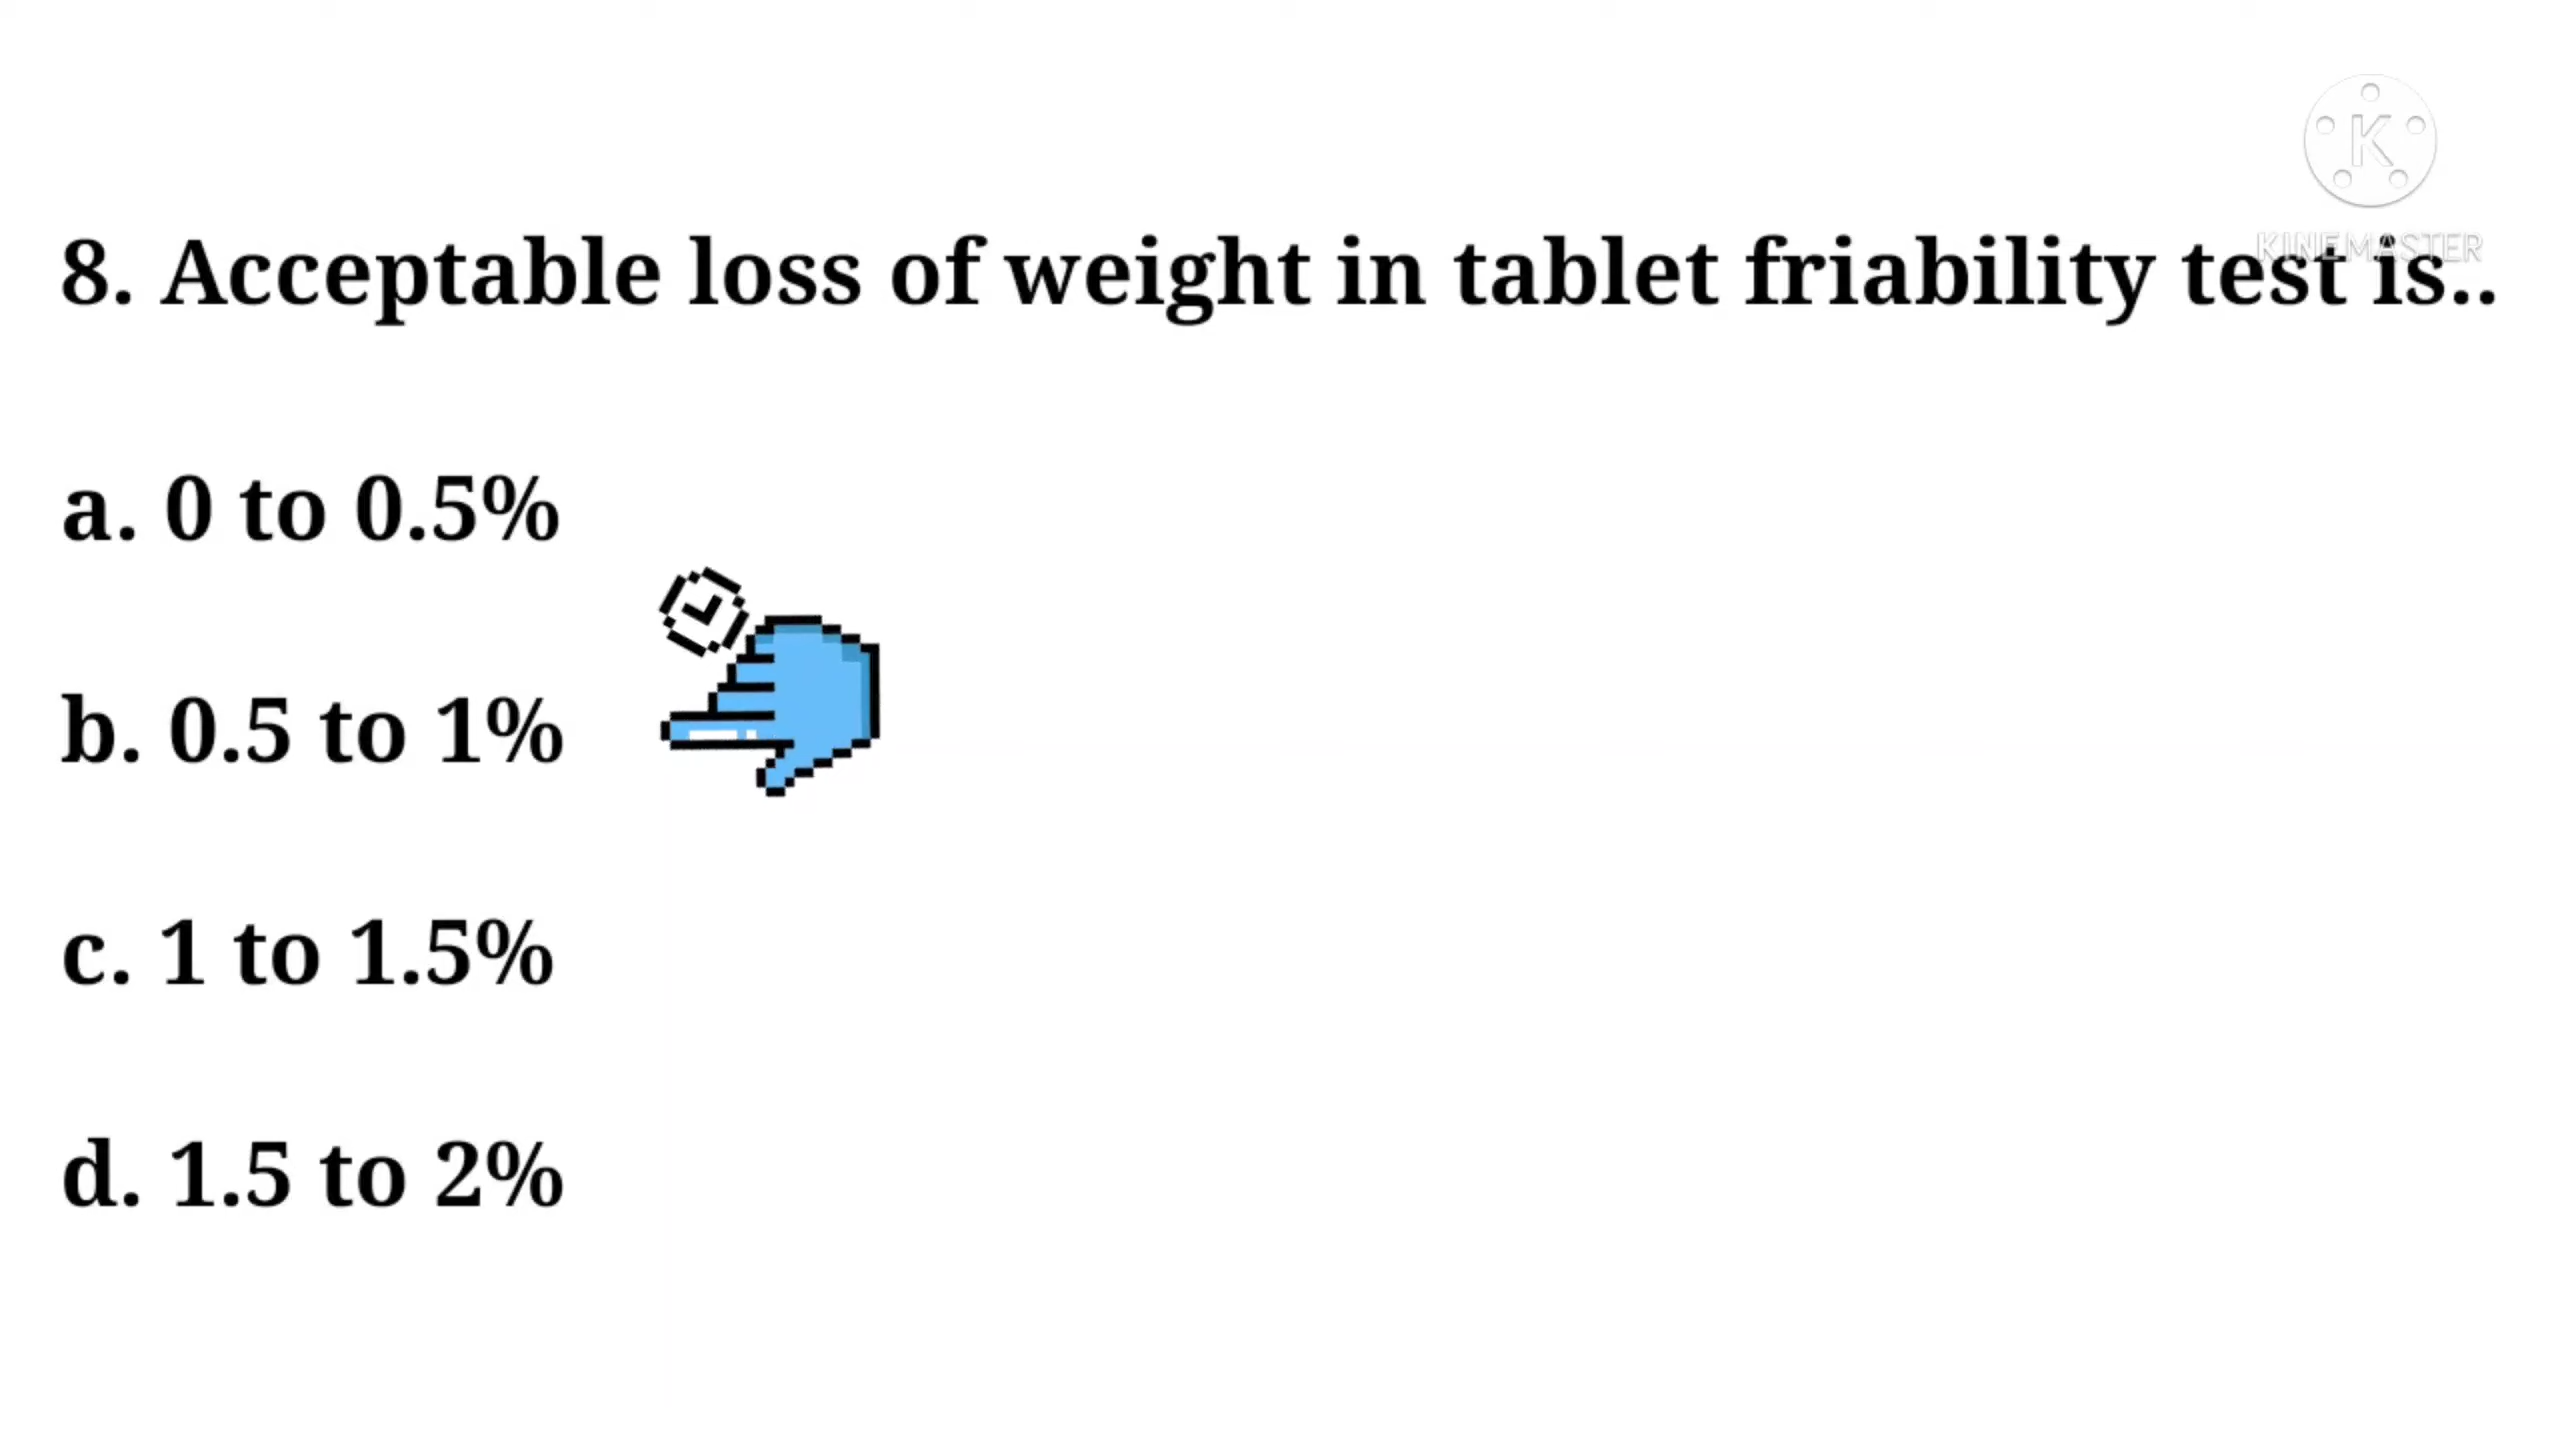 K
KINEMASTER
8. Acceptable loss of weight in tablet friability test is..
a. 0 to 0.5%
b. 0.5 to 1%
c. 1 to 1.5%
d. 1.5 to 2%